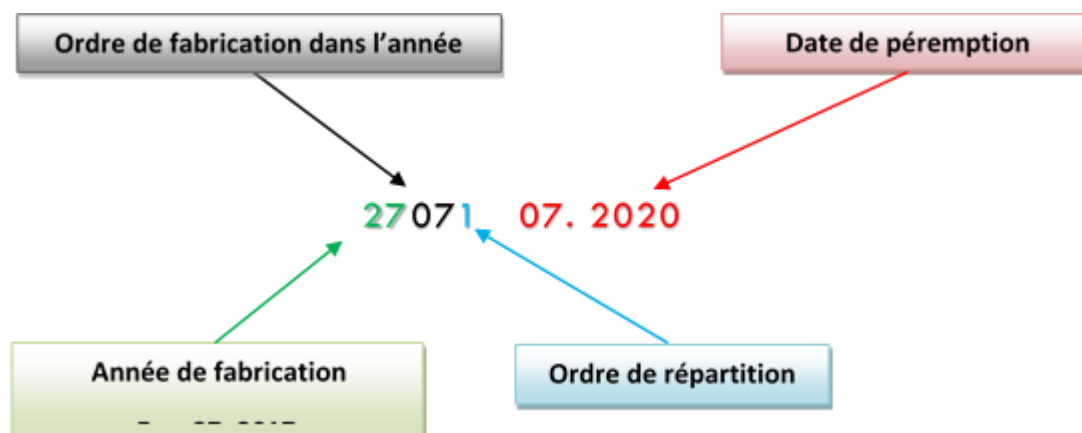 Ordre de fabrication dans l'année
Date de péremption
27071 07. 2020
Année de fabrication
Ordre de répartition